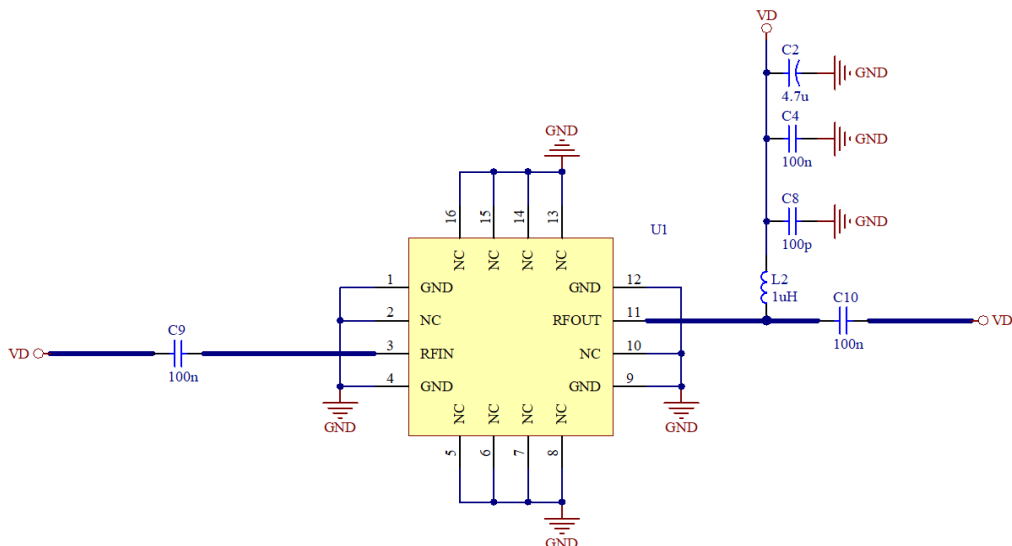 VD
C2
GND
4.7u
C4
GND
100n
C8
GND
100p
L2
1uH
C10
100n
VD
GND
16
15
14
13
U1
NC
NC
NC
NC
1
GND
GND
12
2
NC
RFOUT
11
C9
VD
100n
3
RFIN
NC
10
4
GND
GND
9
GND
GND
NC
NC
NC
NC
5
6
7
8
GND